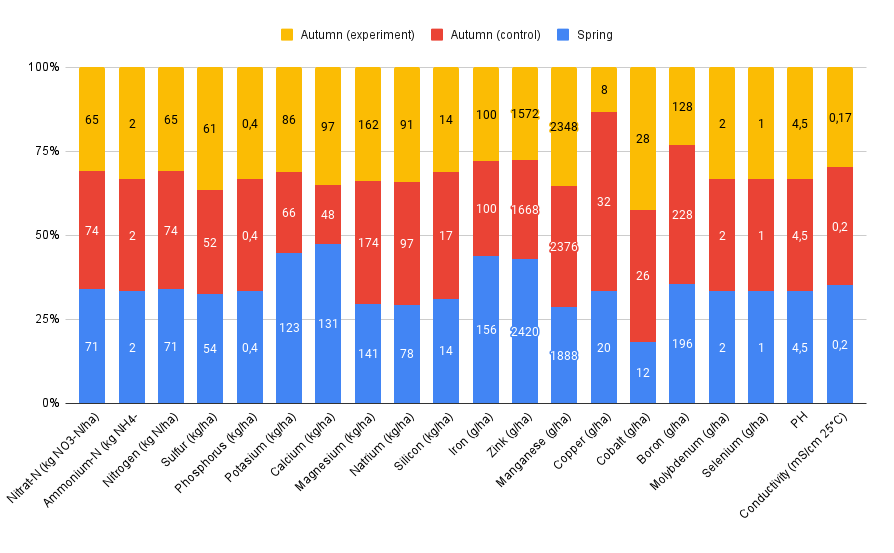 Autumn (experiment) Autumn (control) Spring
100%
65 2 65 61 0,4 86 97 162 91 14 100 1572 2348 8 28 128 2 1 4,5 0,17
75%
74 2 74 52 0,4 66 48 174 97 17 100 1668 2376 32 26 228 2 1 4,5 0,2
50%
71 2 71 54 0,4 123 131 141 78 14 156 2420 1888 20 12 196 2 1 4,5 0,2
25%
0%
Nitrat-N (kg NO3-N/ha)
Ammonium-N (kg NH4-
Nitrogen (kg N/ha)
Sulfur (kg/ha)
Phosphorus (kg/ha)
Potasium (kg/ha)
Calcium (kg/ha)
Magnesium (kg/ha)
Natrium (kg/ha)
Silicon (kg/ha)
Iron (g/ha)
Zink (g/ha)
Manganese (g/ha)
Copper (g/ha)
Cobalt (g/ha)
Boron (g/ha)
Molybdenum (g/ha)
Selenium (g/ha)
PH
Conductivity (mS/cm 25°C)